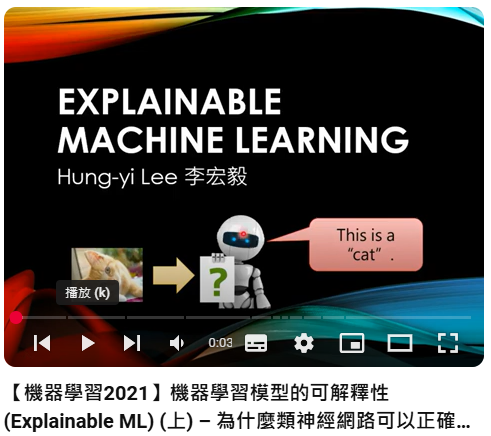 EXPLAINABLE
MACHINE LEARNING
Hung-yi Lee 李宏毅
This is a
“cat” .
?
播放 (k)
0:03
【機器學習2021】機器學習模型的可解釋性
(Explainable ML) (上) – 為什麼類神經網路可以正確...